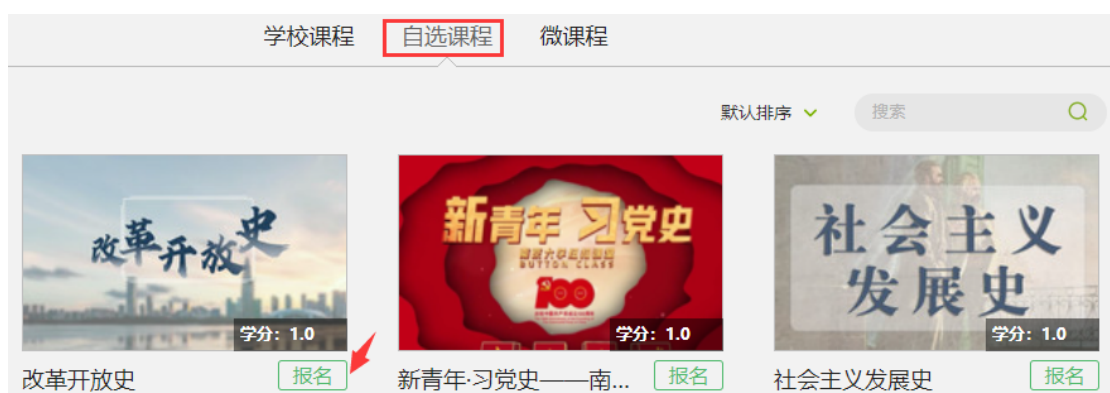 学校课程 自选课程 微课程
默认排序 搜索
改革开放史
学分：1.0
新青年 习党史
BUTTON CLASS
100
学分：1.0
社会主义
发展史
学分：1.0
改革开放史 报名
新青年·习党史——南... 报名
社会主义发展史 报名